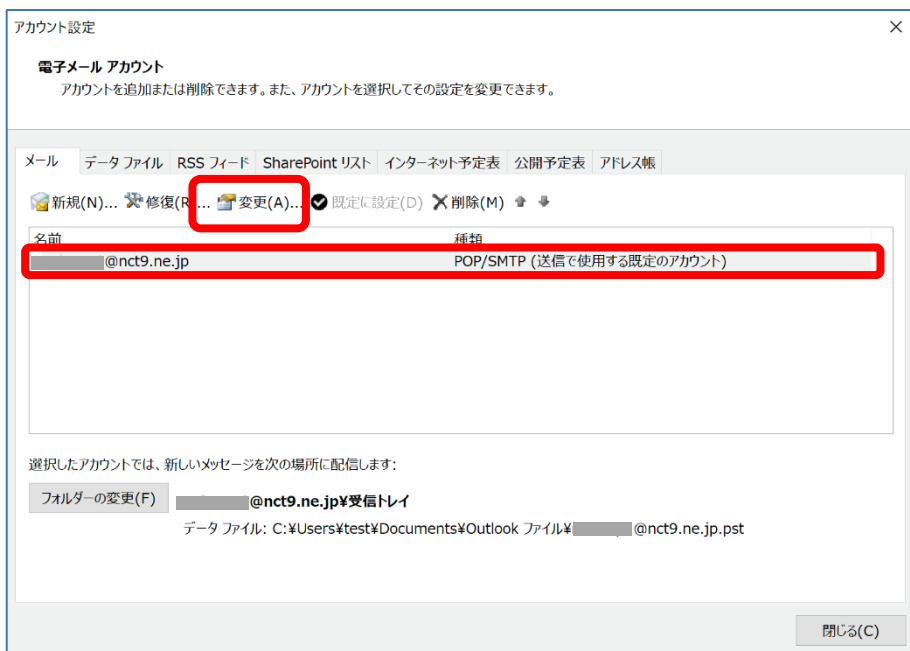 アカウント設定
電子メール アカウント
アカウントを追加または削除できます。また、アカウントを選択してその設定を変更できます。
メール データ ファイル RSS フィード SharePoint リスト インターネット予定表 公開予定表 アドレス帳
新規(N)... 修復(R)... 変更(A)... 既定に設定(D) 削除(M)
名前 種類
@nct9.ne.jp POP/SMTP (送信で使用する既定のアカウント)
選択したアカウントでは、新しいメッセージを次の場所に配信します:
フォルダーの変更(F) @nct9.ne.jp¥受信トレイ
データ ファイル: C:¥Users¥test¥Documents¥Outlook ファイル¥ @nct9.ne.jp.pst
閉じる(C)